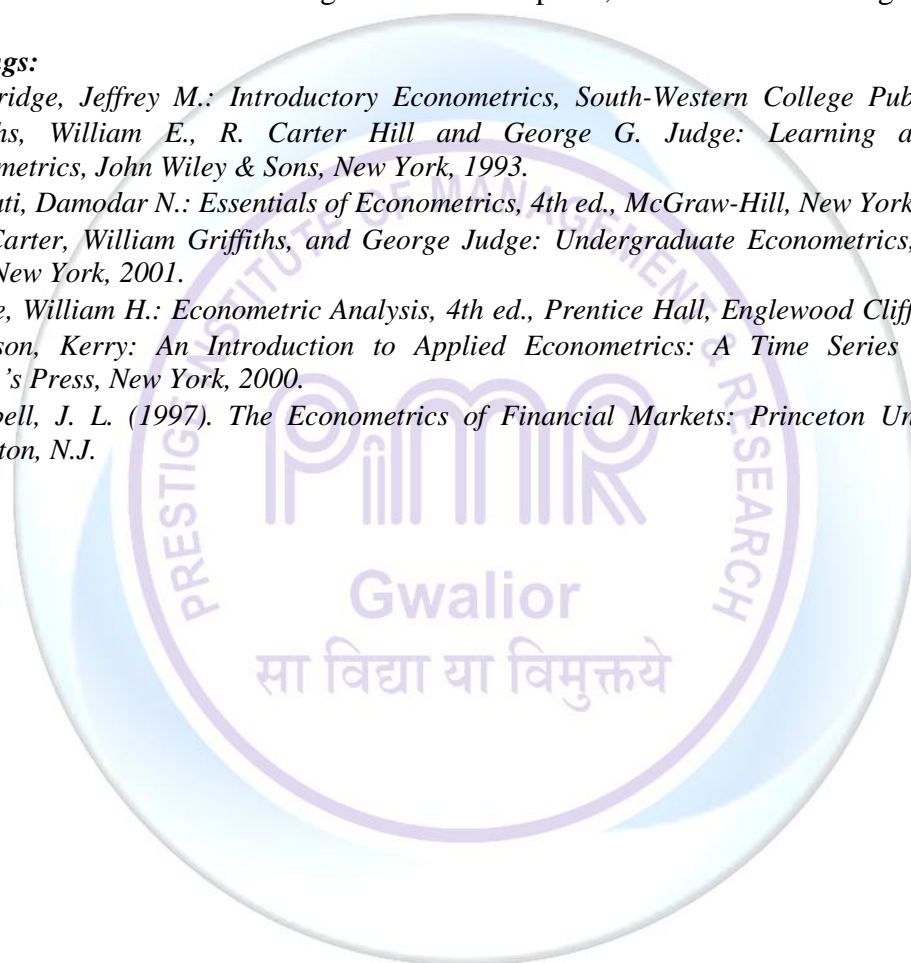 ngs:
ridge, Jeffrey M.: Introductory Econometrics, South-Western College Pub
hs, William E., R. Carter Hill and George G. Judge: Learning a
metrics, John Wiley & Sons, New York, 1993.
ti, Damodar N.: Essentials of Econometrics, 4th ed., McGraw-Hill, New York
Carter, William Griffiths, and George Judge: Undergraduate Econometrics,
New York, 2001.
e, William H.: Econometric Analysis, 4th ed., Prentice Hall, Englewood Cliff
son, Kerry: An Introduction to Applied Econometrics: A Time Series
's Press, New York, 2000.
bell, J. L. (1997). The Econometrics of Financial Markets: Princeton Un
ton, N.J.
PRESTIGE INSTITUTE OF MANAGEMENT & RESEARCH
PiMR
Gwalior
सा विद्या या विमुक्तये